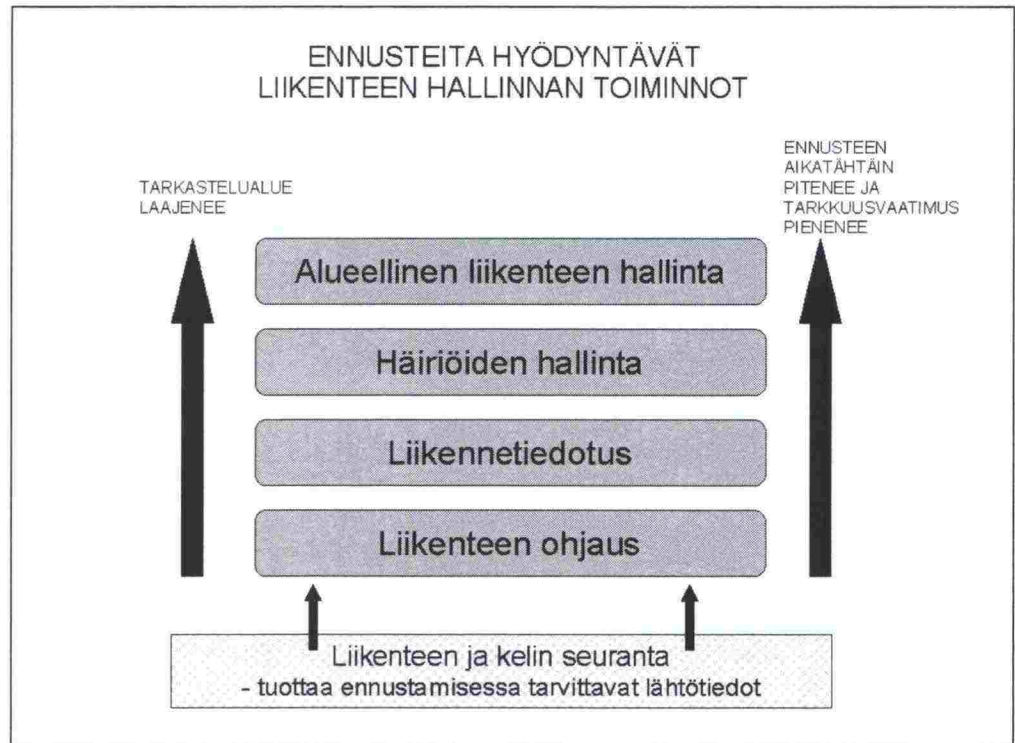 ENNUSTEITA HYÖDYNTÄVÄT
LIIKENTEEN HALLINNAN TOIMINNOT
TARKASTELUALUE
LAAJENEE
ENNUSTEEN
AIKATÄHTÄIN
PITENEE JA
TARKKUUSVAATIMUS
PIENENEE
Alueellinen liikenteen hallinta
Häiriöiden hallinta
Liikennetiedotus
Liikenteen ohjaus
Liikenteen ja kelin seuranta
- tuottaa ennustamisessa tarvittavat lähtötiedot